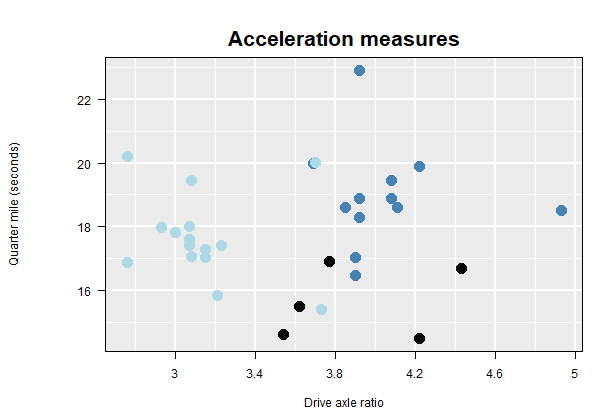 Acceleration measures
Quarter mile (seconds)
22
20
18
16
3 3.4 3.8 4.2 4.6 5
Drive axle ratio